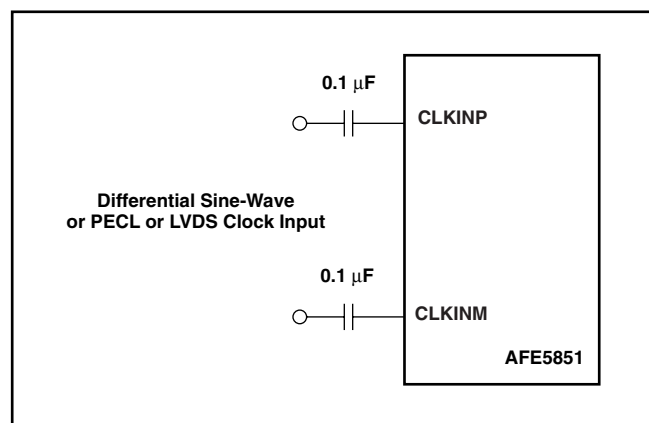 0.1 μF
CLKINP
Differential Sine-Wave
or PECL or LVDS Clock Input
0.1 μF
CLKINM
AFE5851